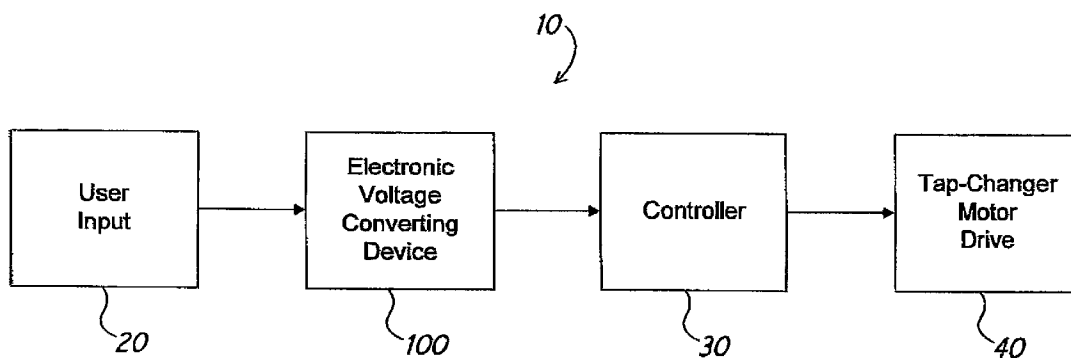 10
User
Input
Electronic
Voltage
Converting
Device
Controller
Tap-Changer
Motor
Drive
20
100
30
40